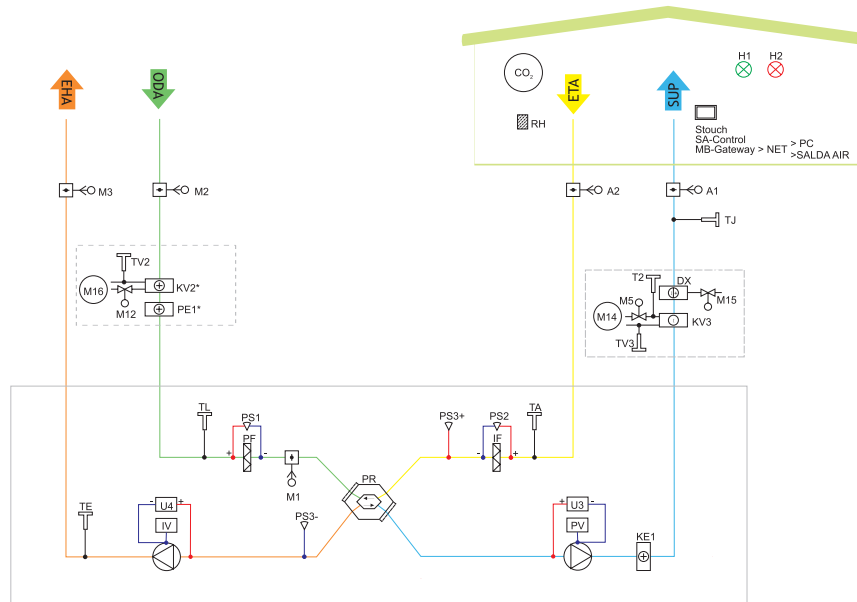 EHA
ODA
CO₂
ETA
SUP
H1
H2
RH
Stouch
SA-Control
MB-Gateway > NET > PC
>SALDA AIR
M3
M2
A2
A1
TJ
TV2
M16
KV2*
M12
PE1*
T2
DX
M5
M15
M14
KV3
TV3
TL
PS1
PF
+
-
M1
PS3+
PS2
IF
-
+
TA
PR
TE
-
U4
+
IV
PS3-
+
U3
-
PV
KE1